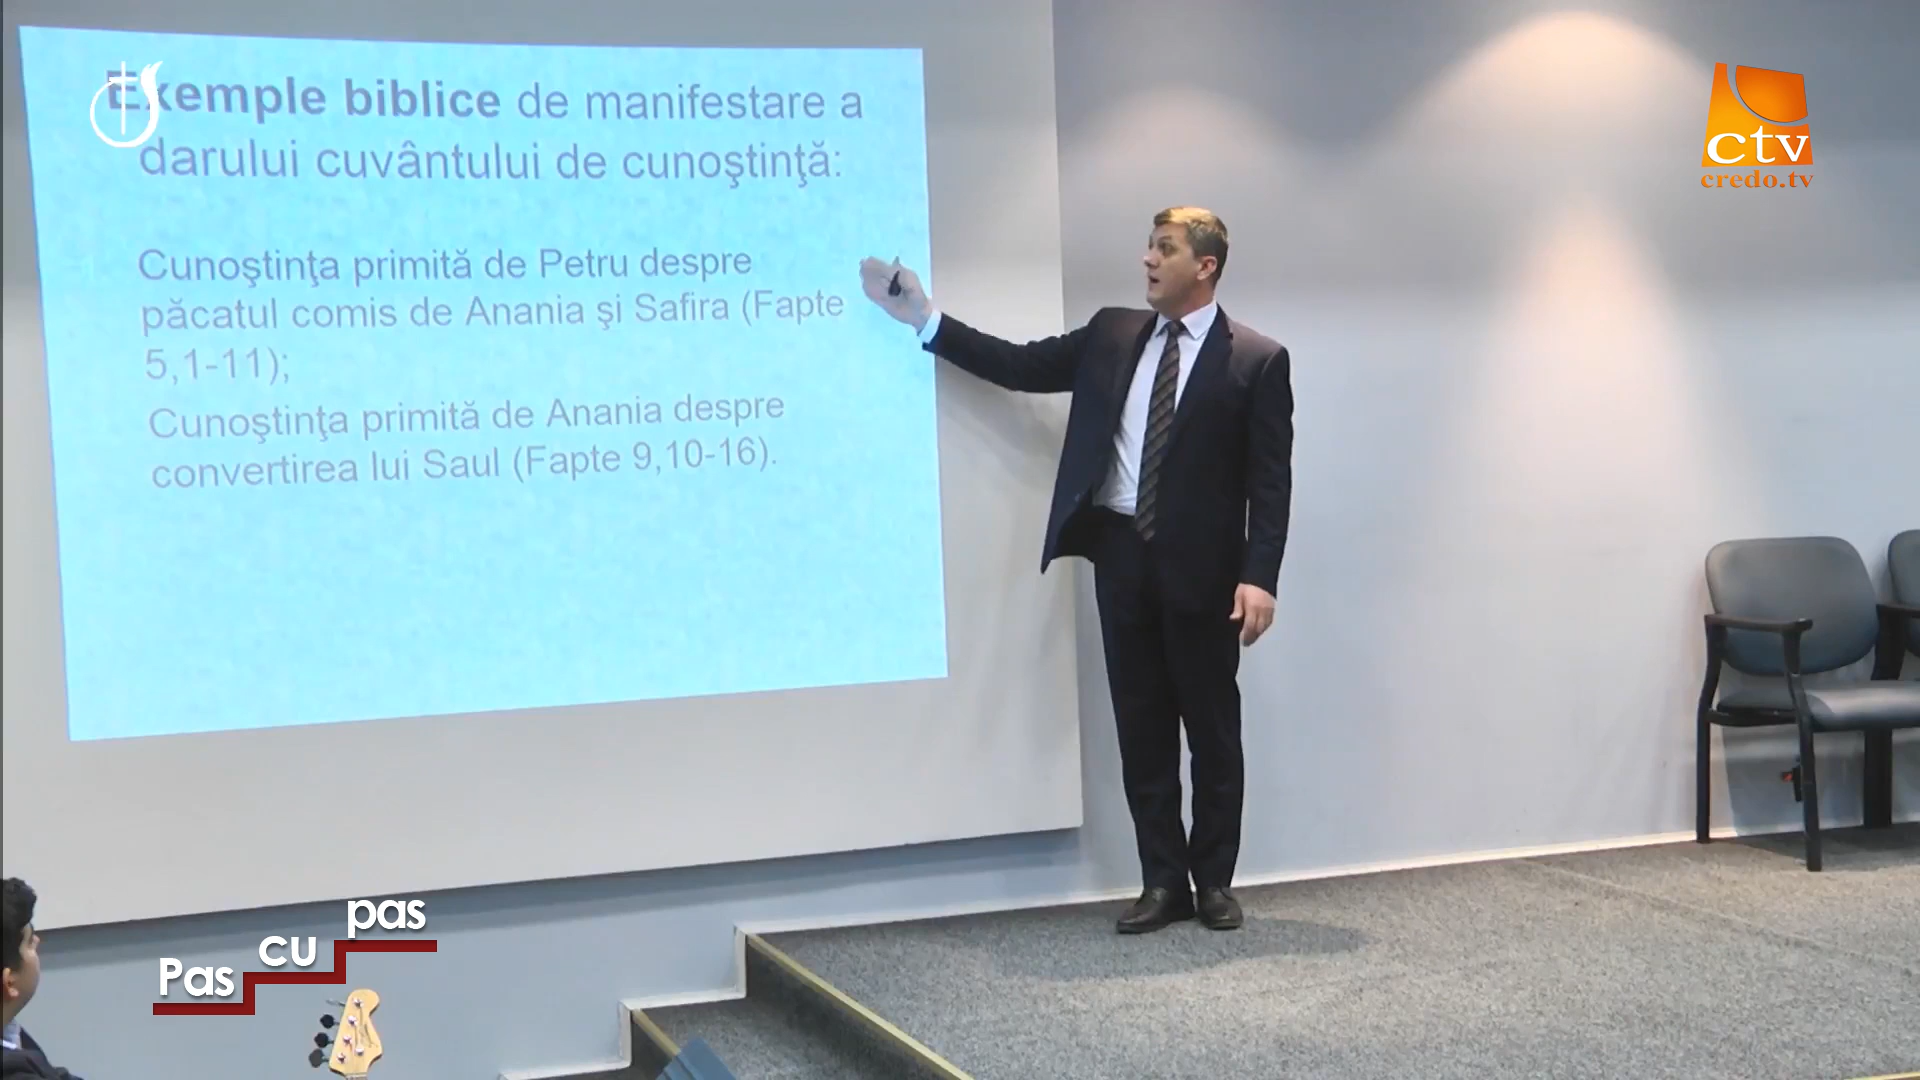 Exemple biblice de manifestare a
darului cuvântului de cunoştinţă:
Cunoştinţa primită de Petru despre
păcatul comis de Anania şi Safira (Fapte
5,1-11);
Cunoştinţa primită de Anania despre
convertirea lui Saul (Fapte 9,10-16).
ctv
credo.tv
Pas
cu
pas